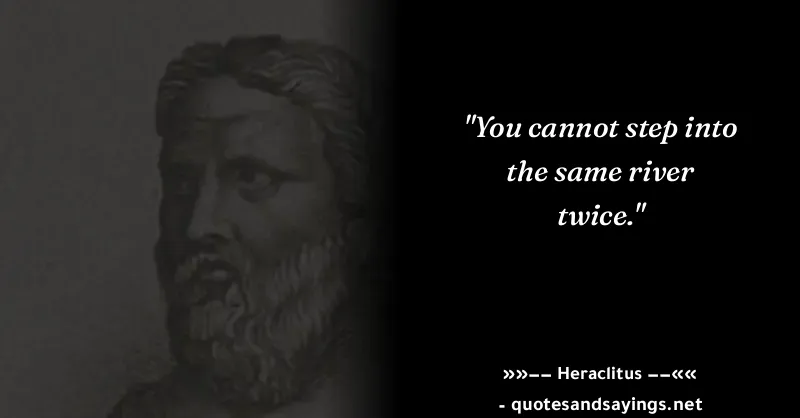 "You cannot step into
the same river
twice."
»»–– Heraclitus ––««
- quotesandsayings.net